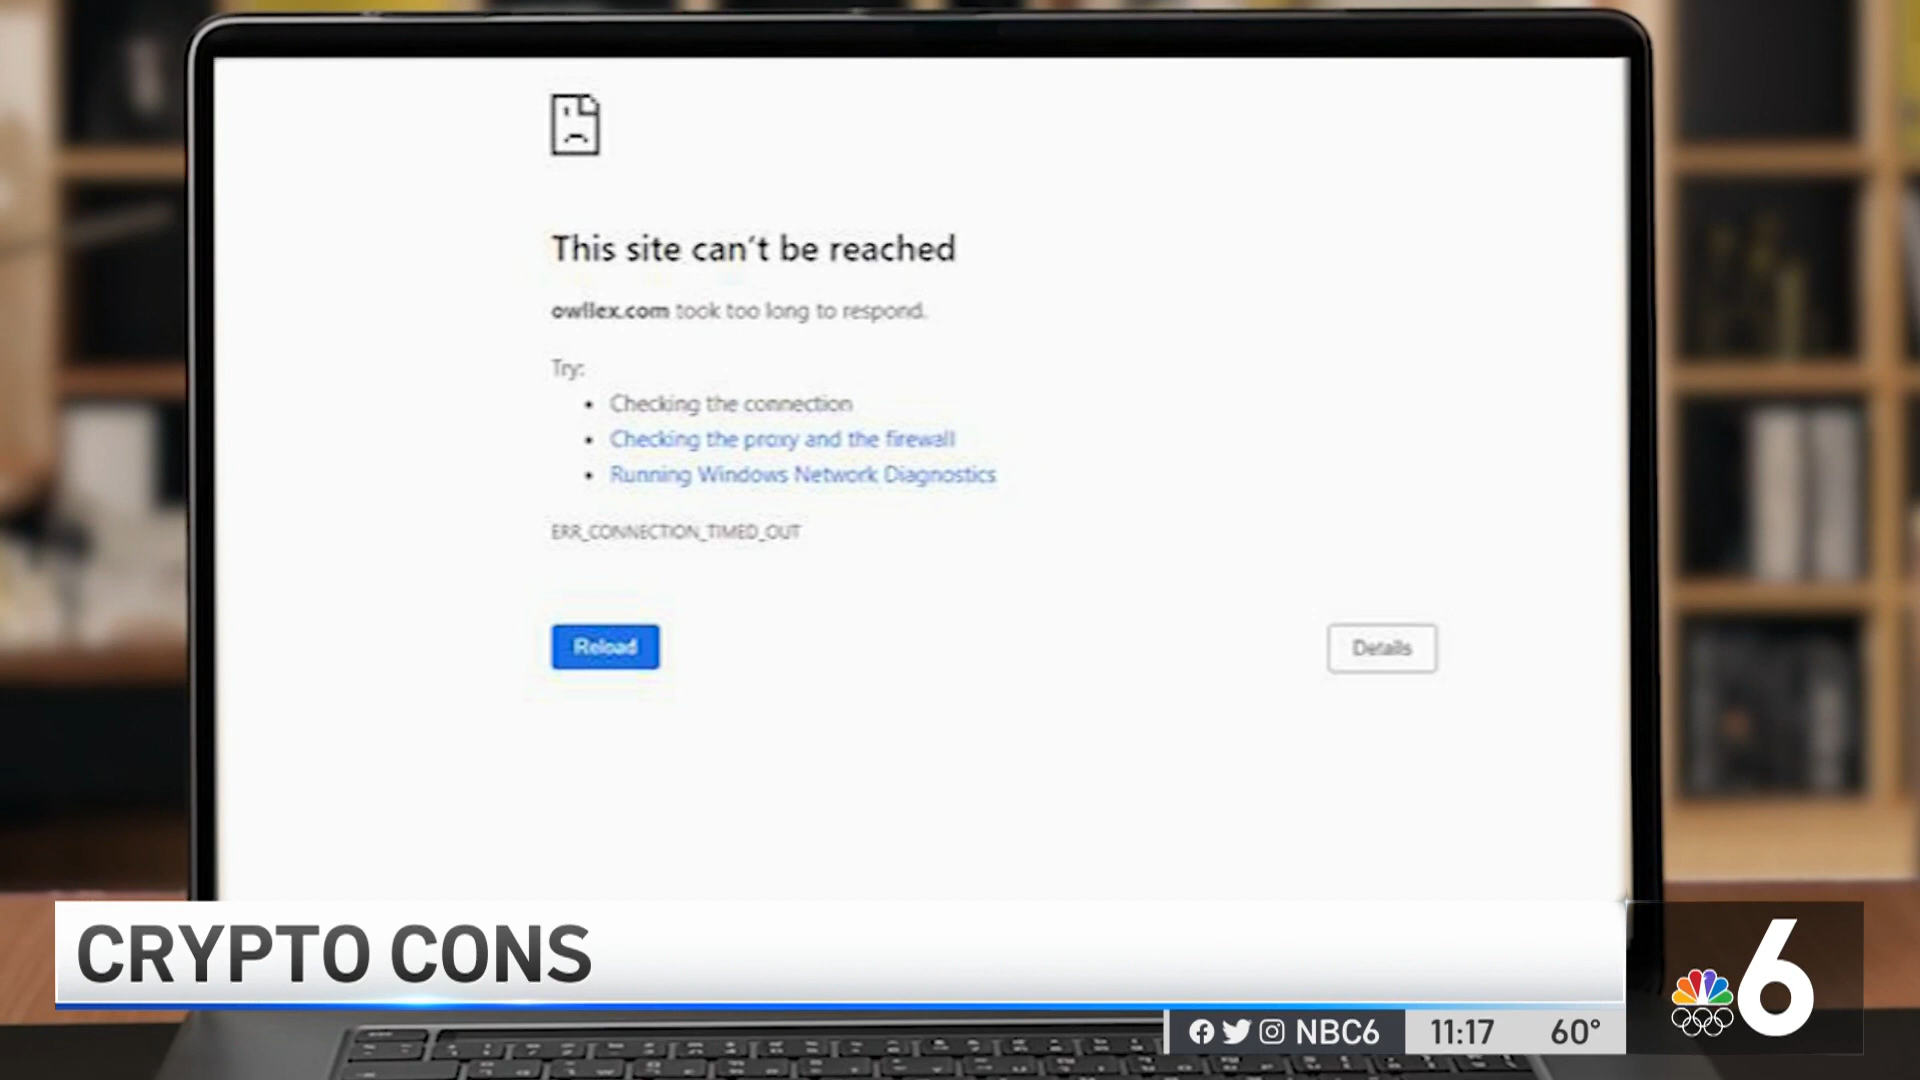 This site can't be reached
owllex.com took too long to respond.
Try:
• Checking the connection
• Checking the proxy and the firewall
• Running Windows Network Diagnostics
ERR_CONNECTION_TIMED_OUT
Reload
Details
CRYPTO CONS
6
NBC6
11:17
60°